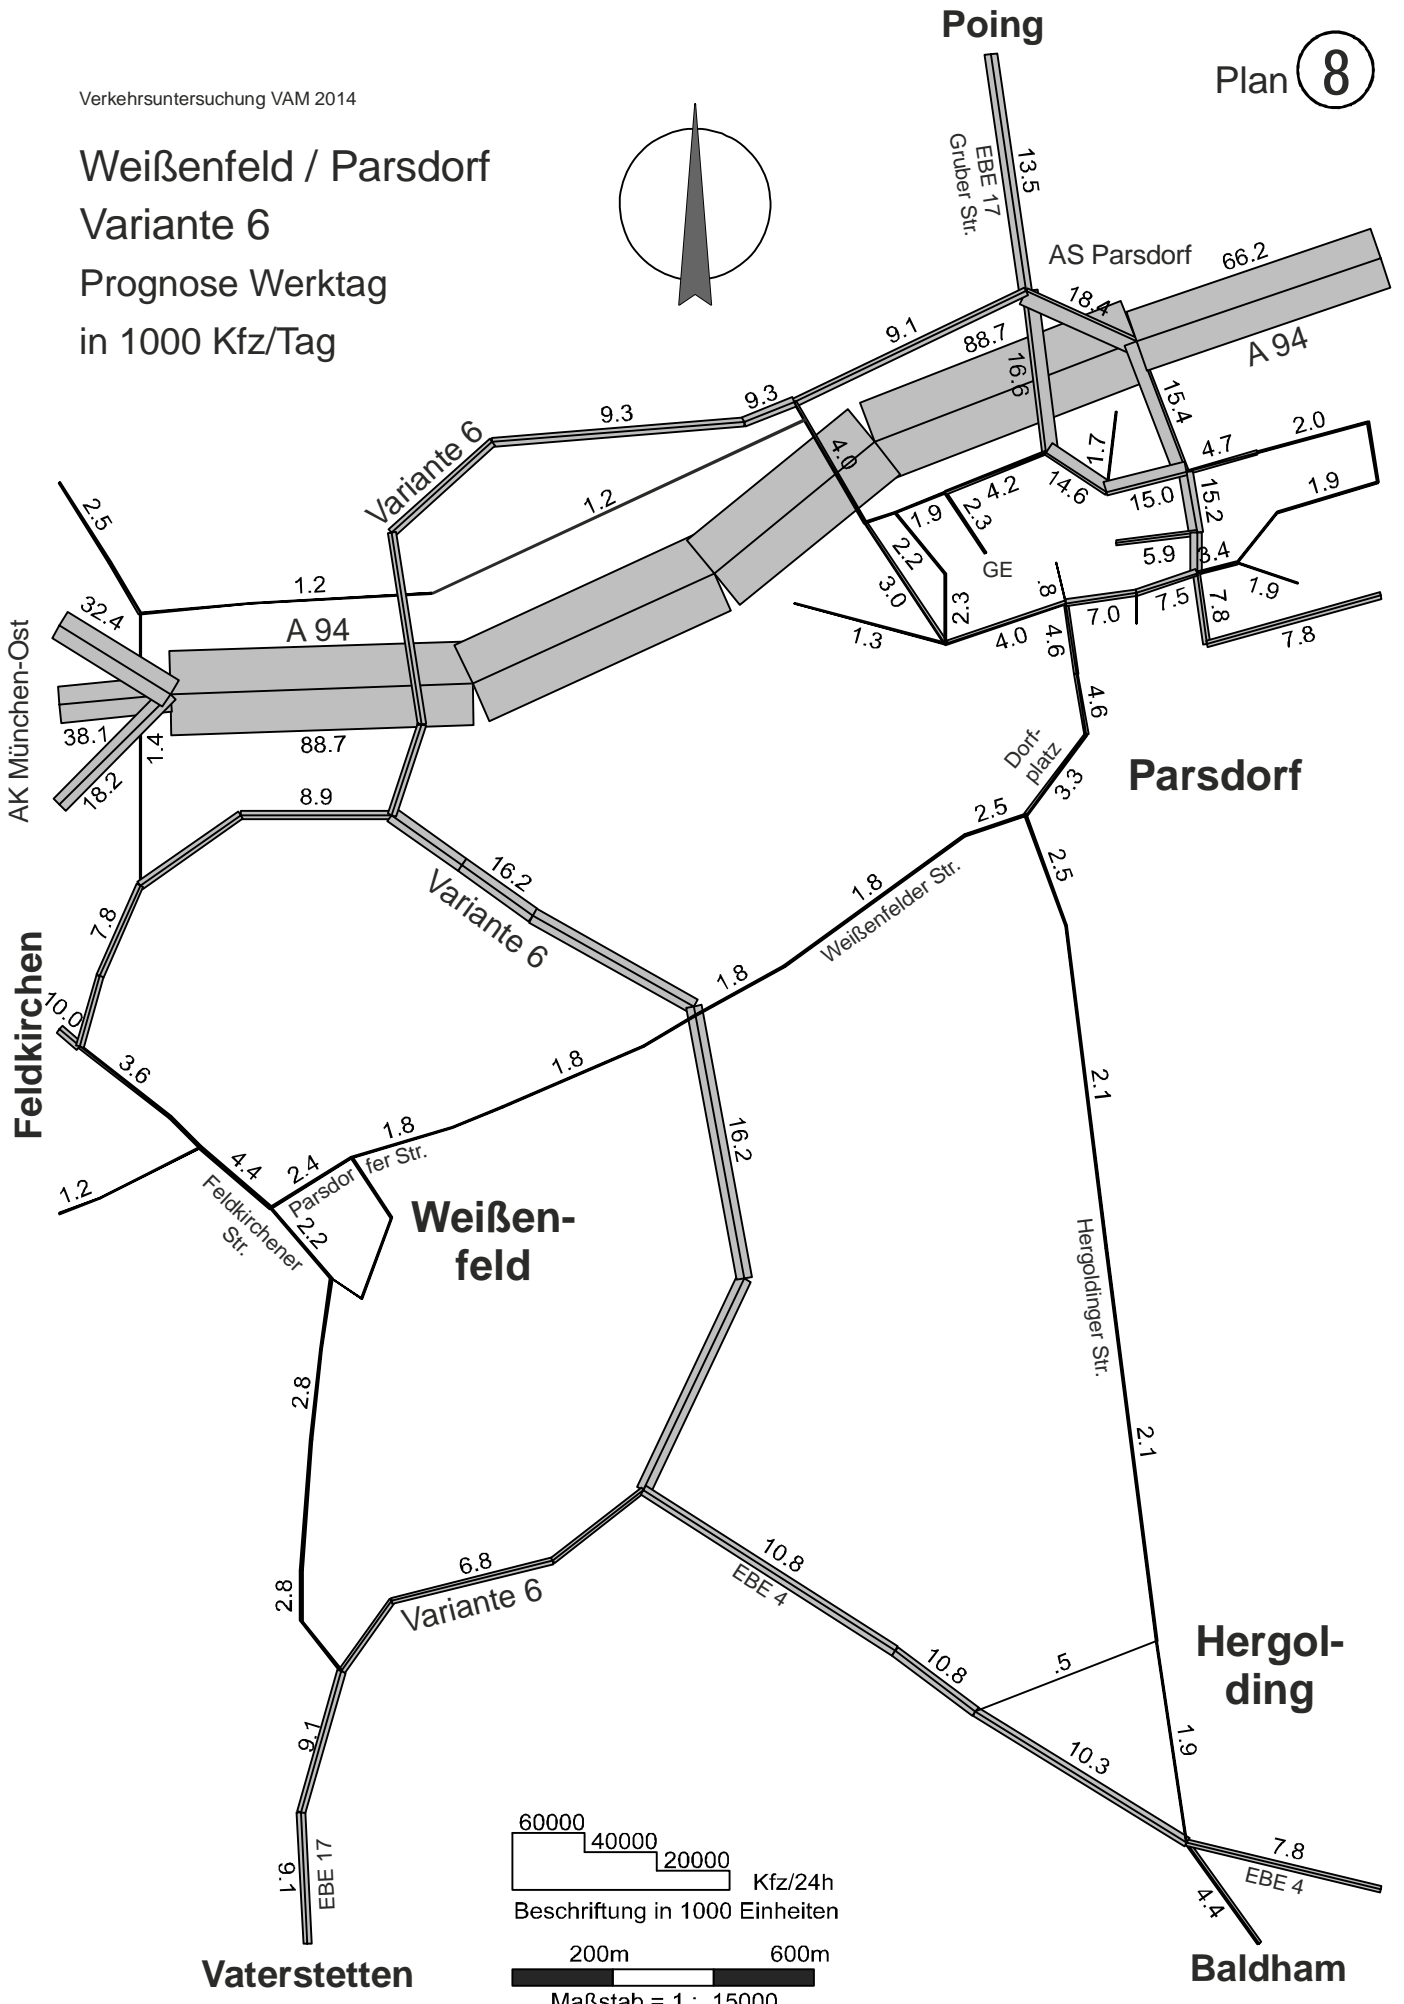 Poing
Plan 8
Verkehrsuntersuchung VAM 2014
Weißenfeld / Parsdorf
Variante 6
Prognose Werktag
in 1000 Kfz/Tag
13.5
EBE 17
Gruber Str.
AS Parsdorf
66.2
18.4
A 94
9.1
88.7
16.6
15.4
9.3
9.3
Variante 6
4.0
1.7
4.7
2.0
2.5
1.2
4.2
14.6
15.0
15.2
1.9
1.9
2.3
2.2
5.9
3.4
GE
1.2
3.0
2.3
.8
7.0
7.5
7.8
1.9
32.4
A 94
1.3
4.0
4.6
7.8
AK München-Ost
38.1
1.4
88.7
18.2
4.6
Dorf-
platz
Parsdorf
3.3
8.9
2.5
16.2
Variante 6
2.5
1.8
Weißenfelder Str.
7.8
Feldkirchen
10.0
1.8
3.6
1.8
2.1
1.8
16.2
4.4
2.4
Parsdor fer Str.
1.2
Feldkirchener
Str.
2.2
Weißen-
feld
Hergoldinger Str.
2.8
2.1
6.8
Variante 6
10.8
EBE 4
2.8
Hergol-
ding
10.8
.5
9.1
10.3
1.9
60000
40000
20000
Kfz/24h
Beschriftung in 1000 Einheiten
7.8
EBE 4
9.1
EBE 17
4.4
200m 600m
Vaterstetten
Baldham
Maßstab = 1 : 15000